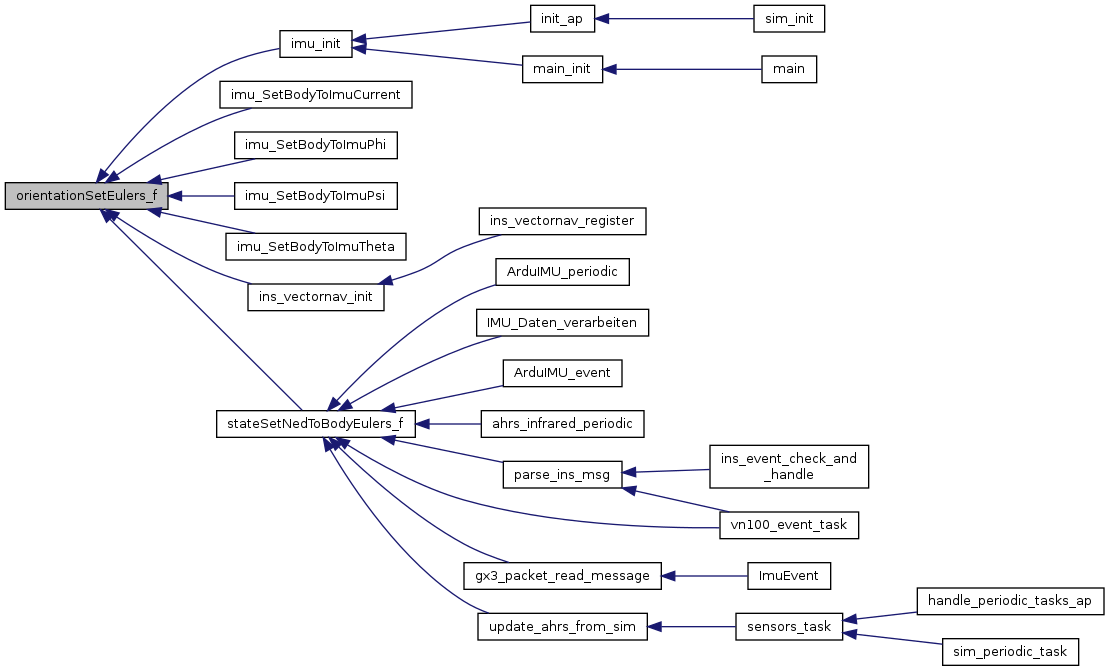 init_ap
sim_init
imu_init
main_init
main
imu_SetBodyToImuCurrent
imu_SetBodyToImuPhi
orientationSetEulers_f
imu_SetBodyToImuPsi
ins_vectornav_register
imu_SetBodyToImuTheta
ArduIMU_periodic
ins_vectornav_init
IMU_Daten_verarbeiten
ArduIMU_event
stateSetNedToBodyEulers_f
ahrs_infrared_periodic
ins_event_check_and
_handle
parse_ins_msg
vn100_event_task
gx3_packet_read_message
ImuEvent
handle_periodic_tasks_ap
update_ahrs_from_sim
sensors_task
sim_periodic_task